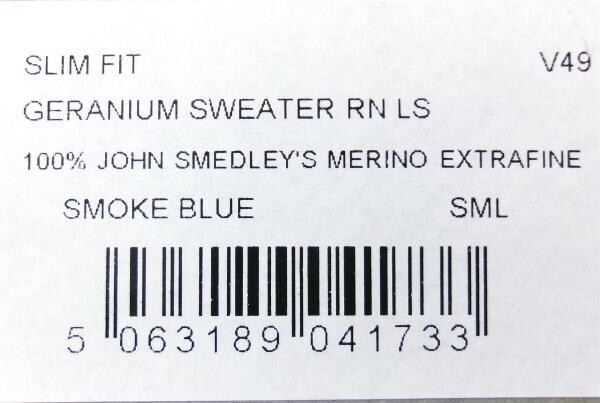 SLIM FIT V49
GERANIUM SWEATER RN LS
100% JOHN SMEDLEY'S MERINO EXTRAFINE
SMOKE BLUE SML
5 063189 041733